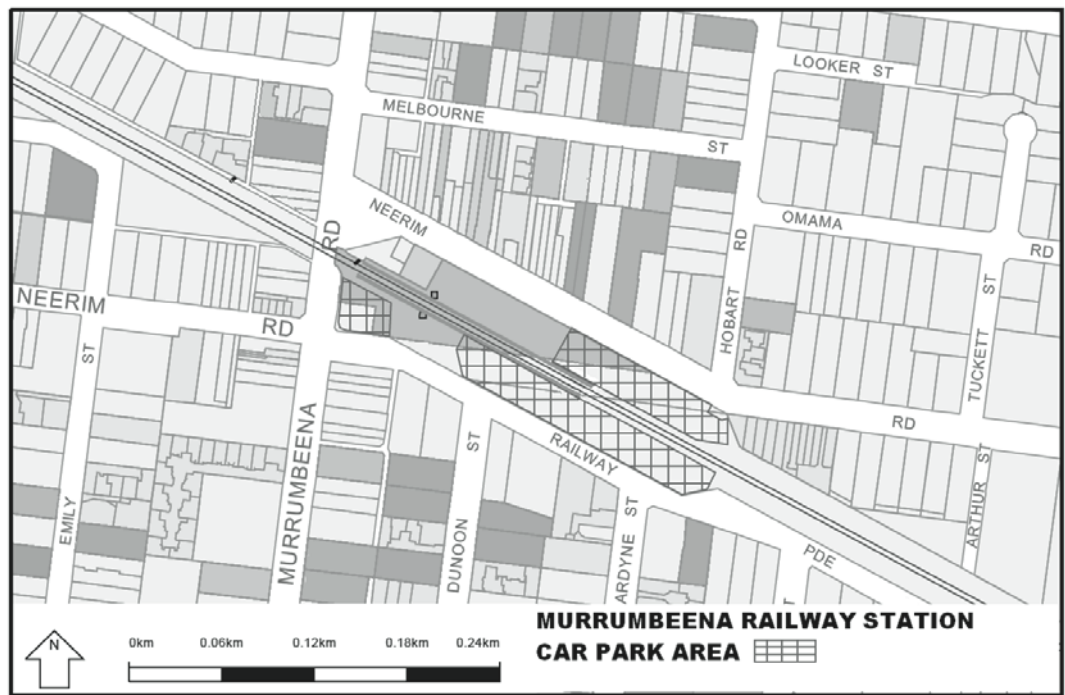 LOOKER ST
MELBOURNE
ST
NEERIM
RD
OMAMA
RD
RD
HOBART
ST
TUCKETT
NEERIM
RD
ST
RD
ST
ARTHUR
RAILWAY
ST
MURRUMBEENA
EMILY
DUNOON
ST
ARDYNE
PDE
N
0km 0.06km 0.12km 0.18km 0.24km
MURRUMBEENA RAILWAY STATION
CAR PARK AREA